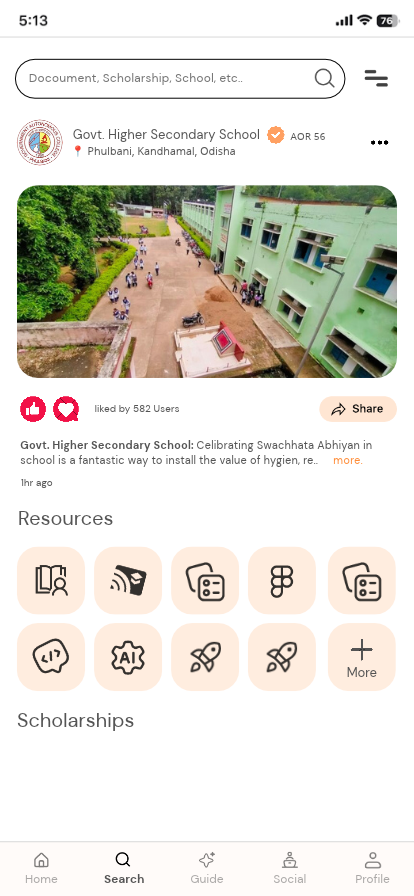 5:13
76
Docoument, Scholarship, School, etc..
Govt. Higher Secondary School
AOR 56
Phulbani, Kandhamal, Odisha
liked by 582 Users
Share
Govt. Higher Secondary School: Celebrating Swachhata Abhiyan in
school is a fantastic way to install the value of hygien, re.. more.
1hr ago
Resources
AI
More
Scholarships
Home
Search
Guide
Social
Profile